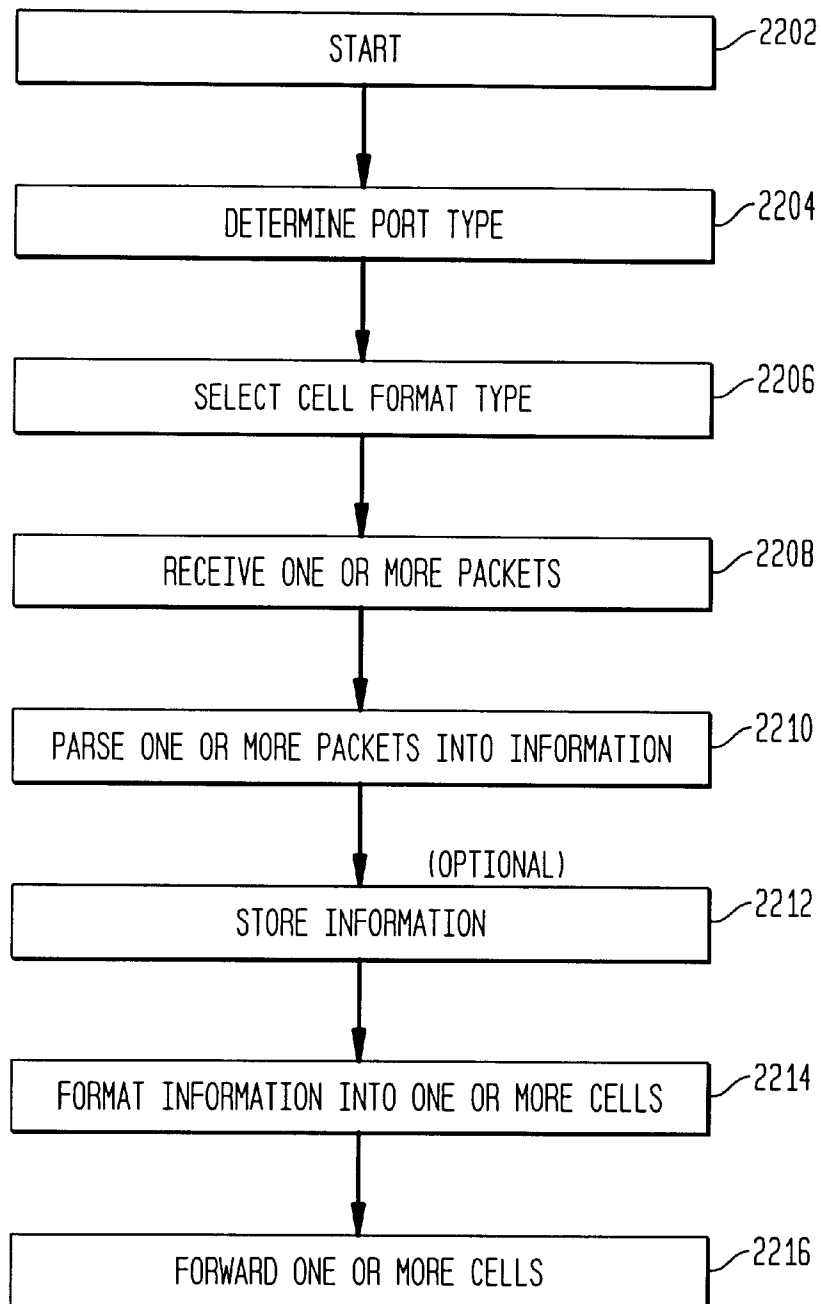 START 2202
DETERMINE PORT TYPE 2204
SELECT CELL FORMAT TYPE 2206
RECEIVE ONE OR MORE PACKETS 2208
PARSE ONE OR MORE PACKETS INTO INFORMATION 2210
(OPTIONAL)
STORE INFORMATION 2212
FORMAT INFORMATION INTO ONE OR MORE CELLS 2214
FORWARD ONE OR MORE CELLS 2216